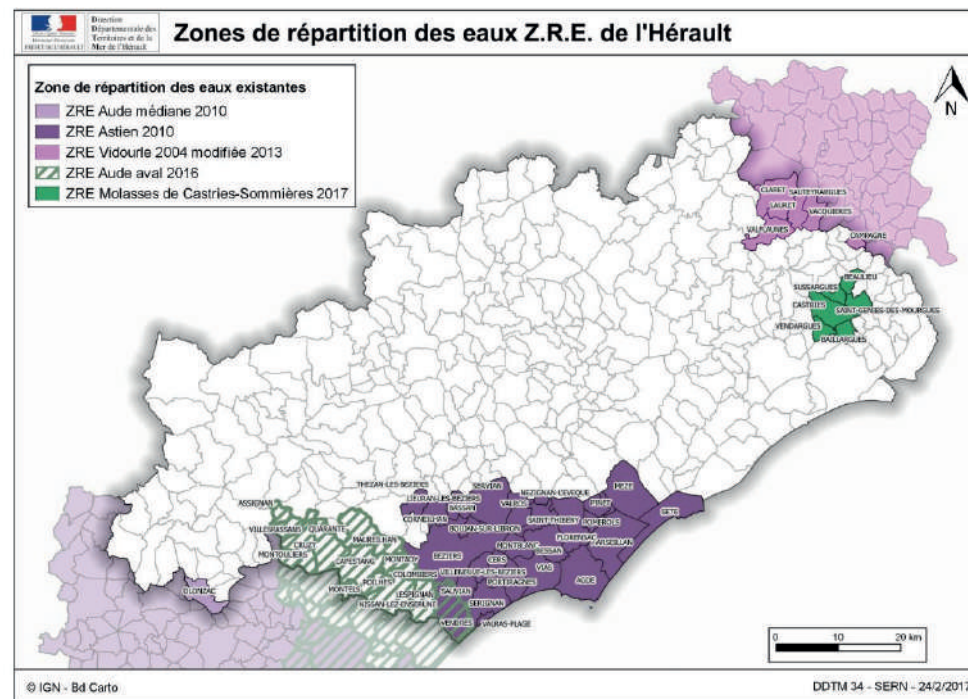 Direction
Départementale des
Territoires et de la
Mer de l'Hérault
PRÉFET DE L'HÉRAULT
Zones de répartition des eaux Z.R.E. de l'Hérault
Zone de répartition des eaux existantes
ZRE Aude médiane 2010
ZRE Astien 2010
ZRE Vidourle 2004 modifiée 2013
ZRE Aude aval 2016
ZRE Molasses de Castries-Sommières 2017
N
CLARET
SAUTEYRARGUES
LAURET
VACQUIERES
VALFLAUNES
CAMPAGNE
BEAULIEU
SUSSARGUES
CASTRIES
SAINT-GENIES-DES-MOURGUES
VENDARGUES
BAILLARGUES
THEZAN-LES-BEZIERS
SERVIAN
NEZIGNAN-L'EVEQUE
MEZE
ASSIGNAN
LIEURAN-LES-BEZIERS
VALROS
PINET
BASSAN
SETE
CORNEILHAN
SAINT-THIBERY
POMEROLS
VILLESPASSANS
QUARANTE
BOUJAN-SUR-LIBRON
FLORENSAC
CRUZY
MAUREILHAN
MARSEILLAN
MONTOULIERS
MONTBLANC
BESSAN
CAPESTANG
MONTADY
BEZIERS
CERS
VIAS
COLOMBIERS
VILLENEUVE-LES-BEZIERS
POILHES
PORTIRAGNES
AGDE
OLONZAC
MONTELS
LESPIGNAN
SAUVIAN
NISSAN-LEZ-ENSERUNE
SERIGNAN
VENDRES
VALRAS-PLAGE
0 10 20 km
© IGN - Bd Carto
DDTM 34 - SERN - 24/2/2017